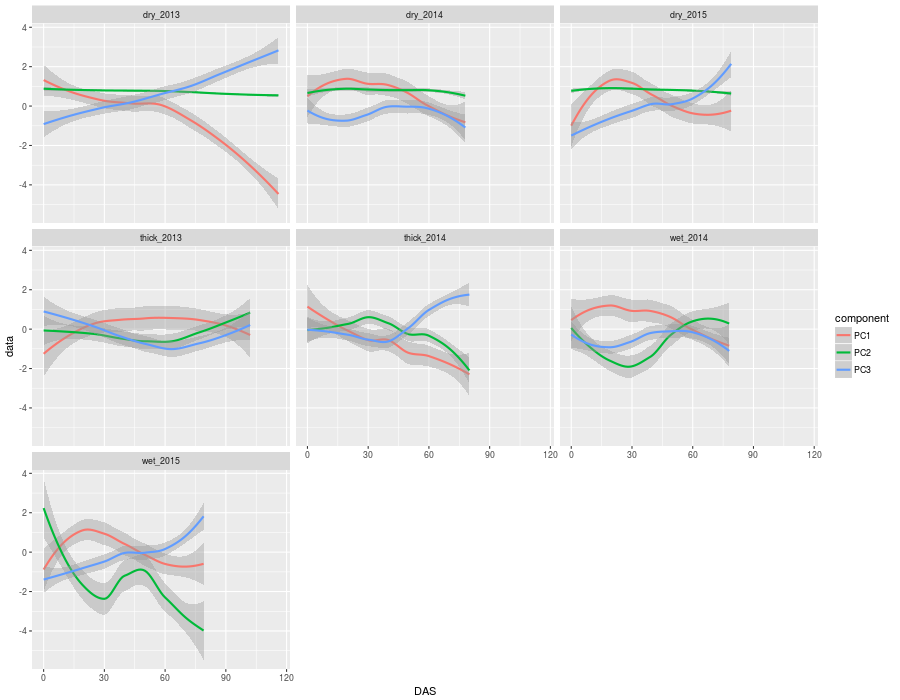 dry_2013 dry_2014 dry_2015
4
2
0
-2
-4
thick_2013 thick_2014 wet_2014
4
2
0
-2
-4
0 30 60 90 120 0 30 60 90 120
wet_2015
4
2
0
-2
-4
0 30 60 90 120
DAS
data
component
PC1
PC2
PC3